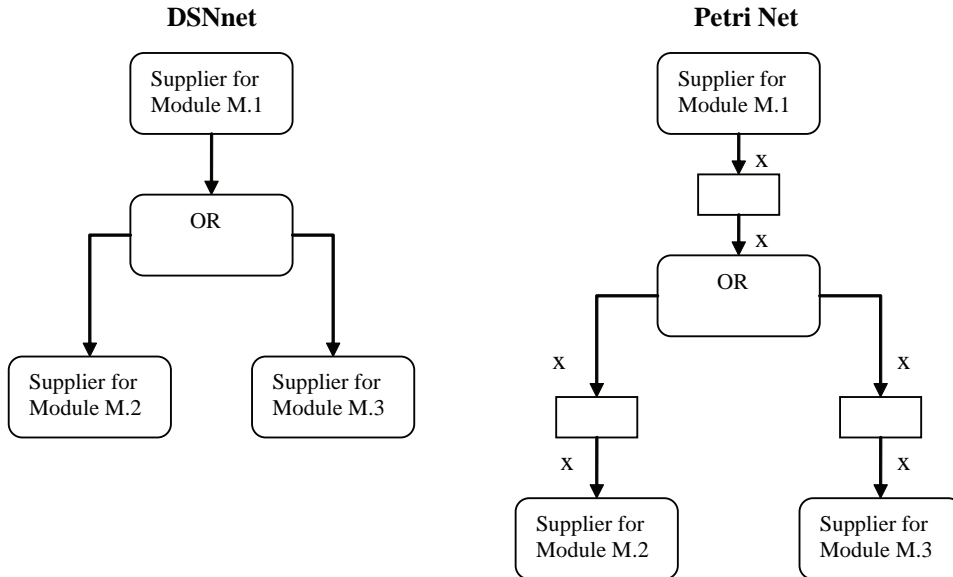 DSNnet
Supplier for
Module M.1
OR
Supplier for
Module M.2
Supplier for
Module M.3
Petri Net
Supplier for
Module M.1
x
x
OR
x
x
x
x
Supplier for
Module M.2
Supplier for
Module M.3